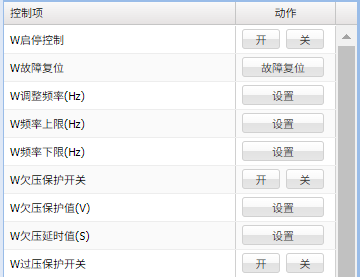 控制项 动作
W启停控制 开 关
W故障复位 故障复位
W调整频率(Hz) 设置
W频率上限(Hz) 设置
W频率下限(Hz) 设置
W欠压保护开关 开 关
W欠压保护值(V) 设置
W欠压延时值(S) 设置
W过压保护开关 开 关